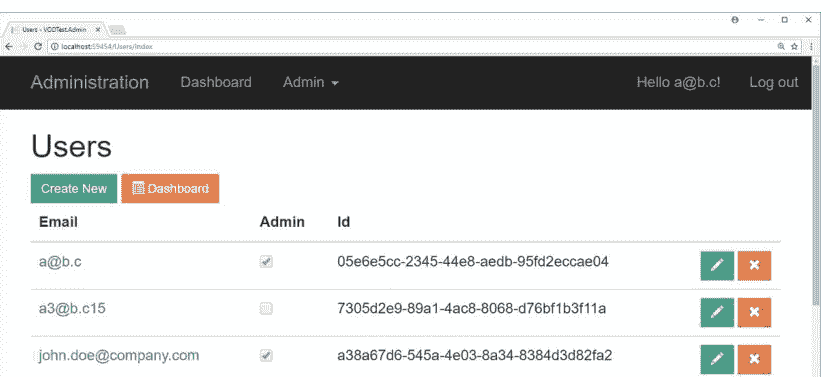 Users - VODTest.Admin
localhost:55454/Users/Index
Administration Dashboard Admin Hello a@b.c! Log out
Users
Create New Dashboard
Email Admin Id
a@b.c 05e6e5cc-2345-44e8-aedb-95fd2eccae04
a3@b.c15 7305d2e9-89a1-4ac8-8068-d76bf1b3f11a
john.doe@company.com a38a67d6-545a-4e03-8a34-8384d3d82fa2